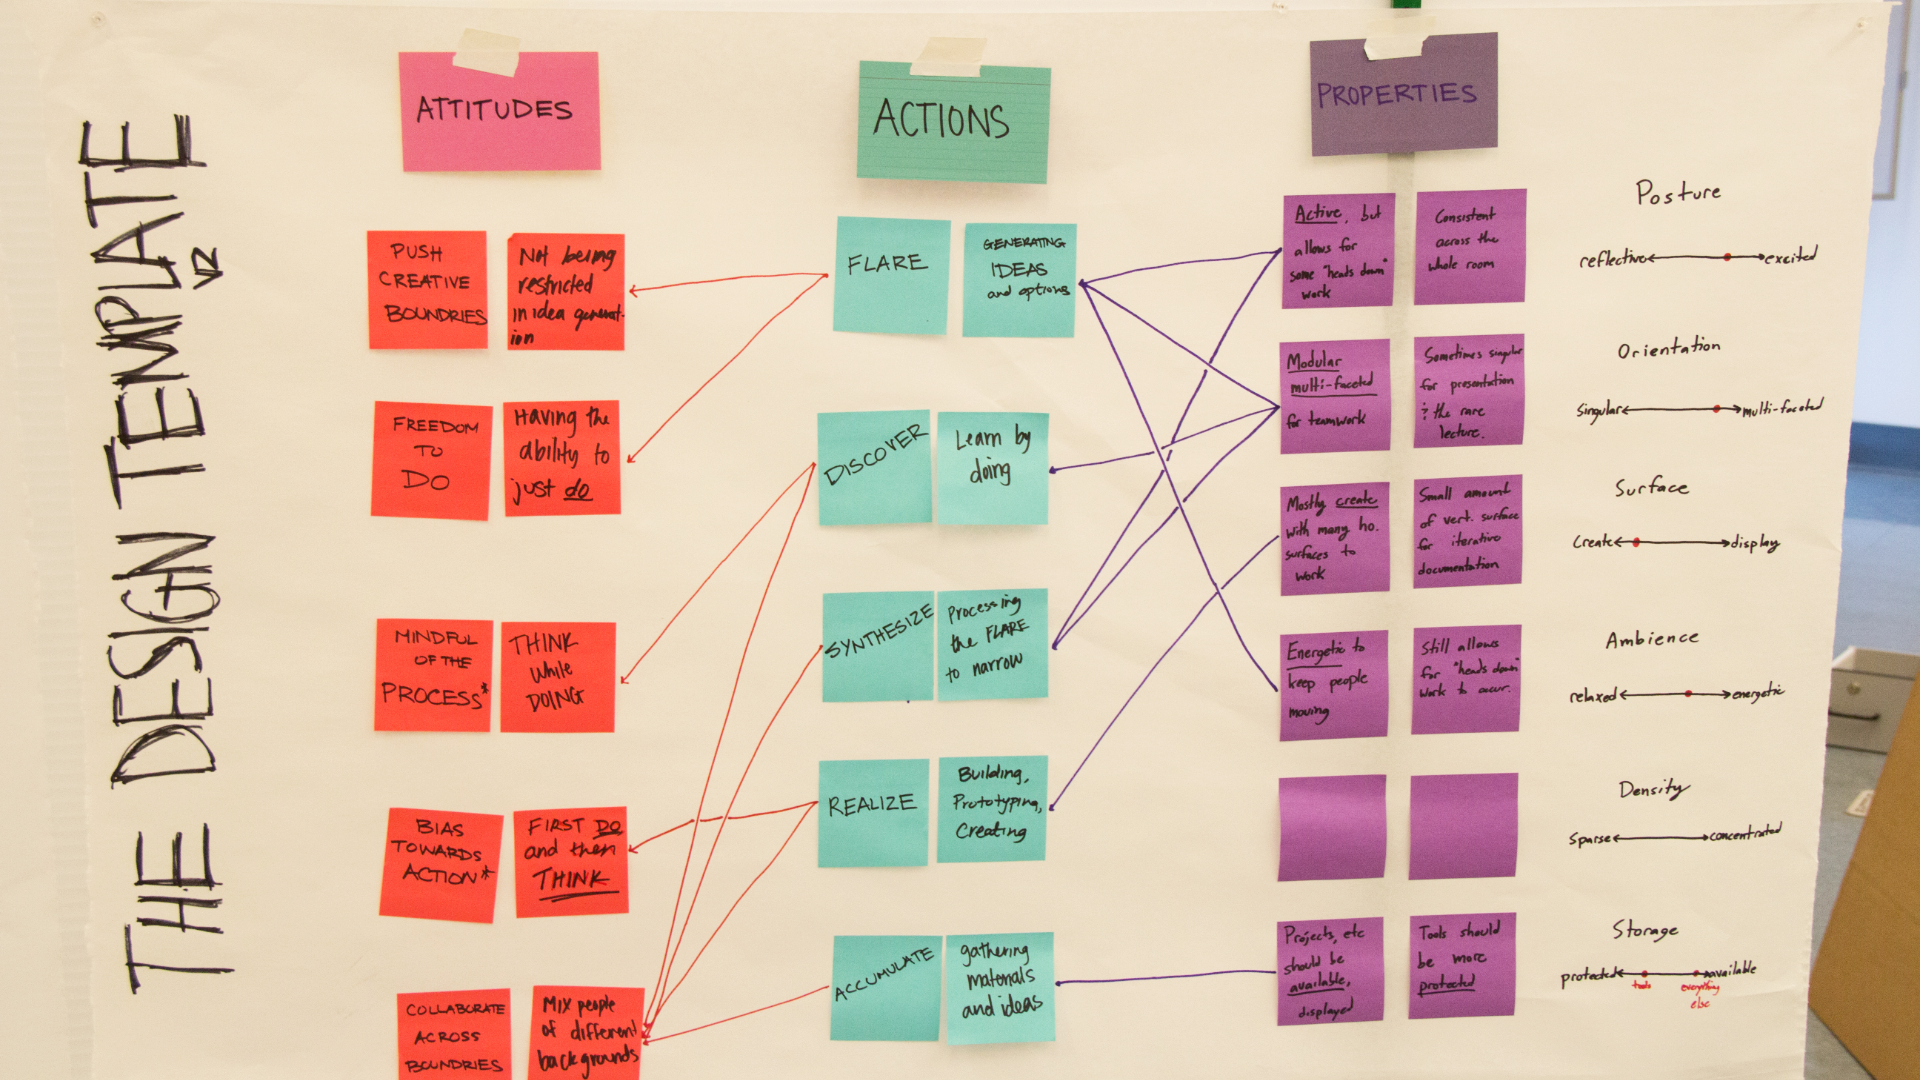 THE DESIGN TEMPLATE
V2
ATTITUDES
PUSH
CREATIVE
BOUNDRIES
Not being
restricted
in idea generat-
ion
FREEDOM
TO
DO
Having the
ability to
just do
MINDFUL
OF THE
PROCESS*
THINK
while
DOING
BIAS
TOWARDS
ACTION*
FIRST DO
and then
THINK
COLLABORATE
ACROSS
BOUNDRIES
MIX people
of different
backgrounds
ACTIONS
FLARE
GENERATING
IDEAS
and options
DISCOVER
Learn by
doing
SYNTHESIZE
Processing
the FLARE
to narrow
REALIZE
Building,
Prototyping,
Creating
ACCUMULATE
gathering
materials
and ideas
PROPERTIES
Active, but
allows for
some "heads down"
work
Consistent
across the
whole room
Posture
reflective
excited
Modular
multi-faceted
for teamwork
Sometimes singular
for presentation
& the rare
lecture.
Orientation
Singular
multi-faceted
Mostly create
with many ho.
surfaces to
work
Small amount
of vert. surface
for iterative
documentation
Surface
Create
display
Energetic to
keep people
moving
Still allows
for "heads down"
work to occur.
Ambience
relaxed
energetic
Density
sparse
concentrated
Projects, etc
should be
available,
displayed
Tools should
be more
protected
Storage
protected
available
tools
everything
else